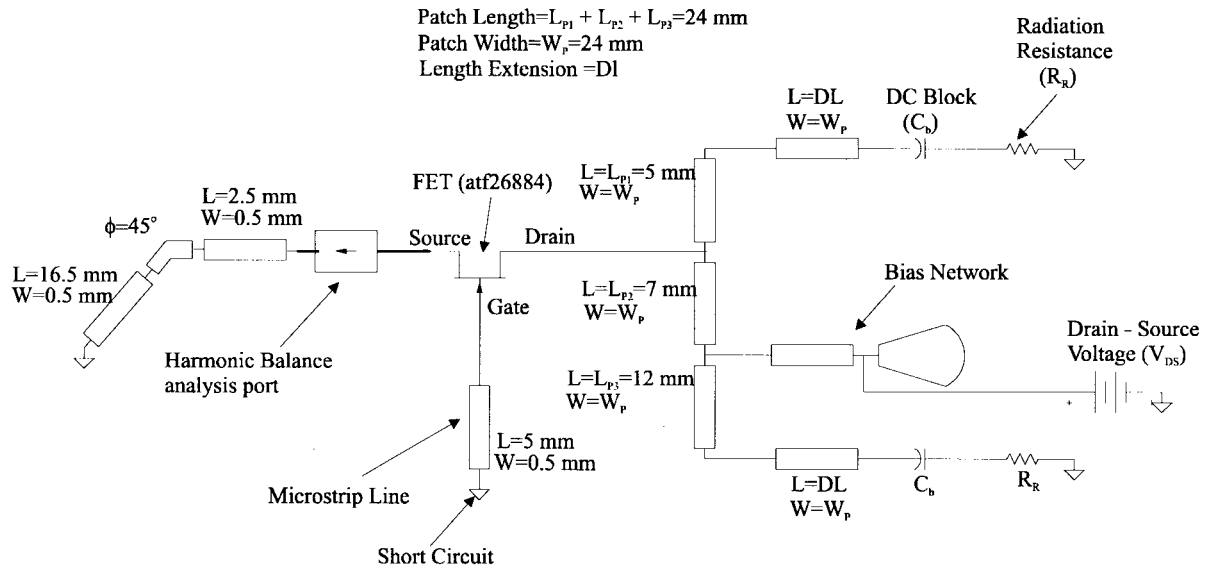 Patch Length=L_P1 + L_P2 + L_P3=24 mm
Patch Width=W_P=24 mm
Length Extension =Dl
Radiation
Resistance
(R_R)
L=DL
W=W_P
DC Block
(C_b)
L=L_P1=5 mm
W=W_P
FET (atf26884)
L=2.5 mm
W=0.5 mm
ϕ=45°
Source
Drain
L=16.5 mm
W=0.5 mm
Gate
L=L_P2=7 mm
W=W_P
Bias Network
Harmonic Balance
analysis port
Drain - Source
Voltage (V_DS)
L=L_P3=12 mm
W=W_P
+
L=5 mm
W=0.5 mm
Microstrip Line
L=DL
W=W_P
C_b
R_R
Short Circuit